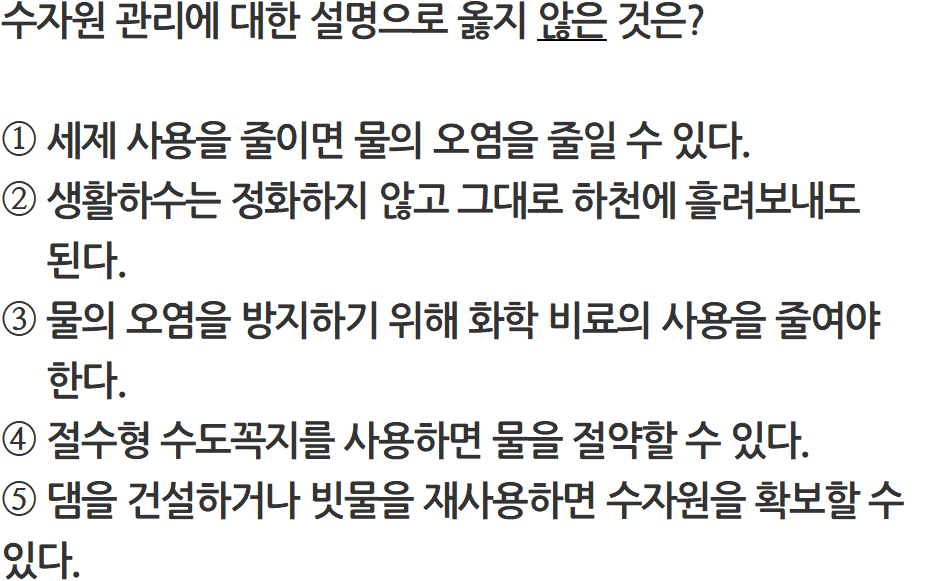 수자원 관리에 대한 설명으로 옳지 않은 것은?
① 세제 사용을 줄이면 물의 오염을 줄일 수 있다.
② 생활하수는 정화하지 않고 그대로 하천에 흘려보내도
된다.
③ 물의 오염을 방지하기 위해 화학 비료의 사용을 줄여야
한다.
④ 절수형 수도꼭지를 사용하면 물을 절약할 수 있다.
⑤ 댐을 건설하거나 빗물을 재사용하면 수자원을 확보할 수
있다.